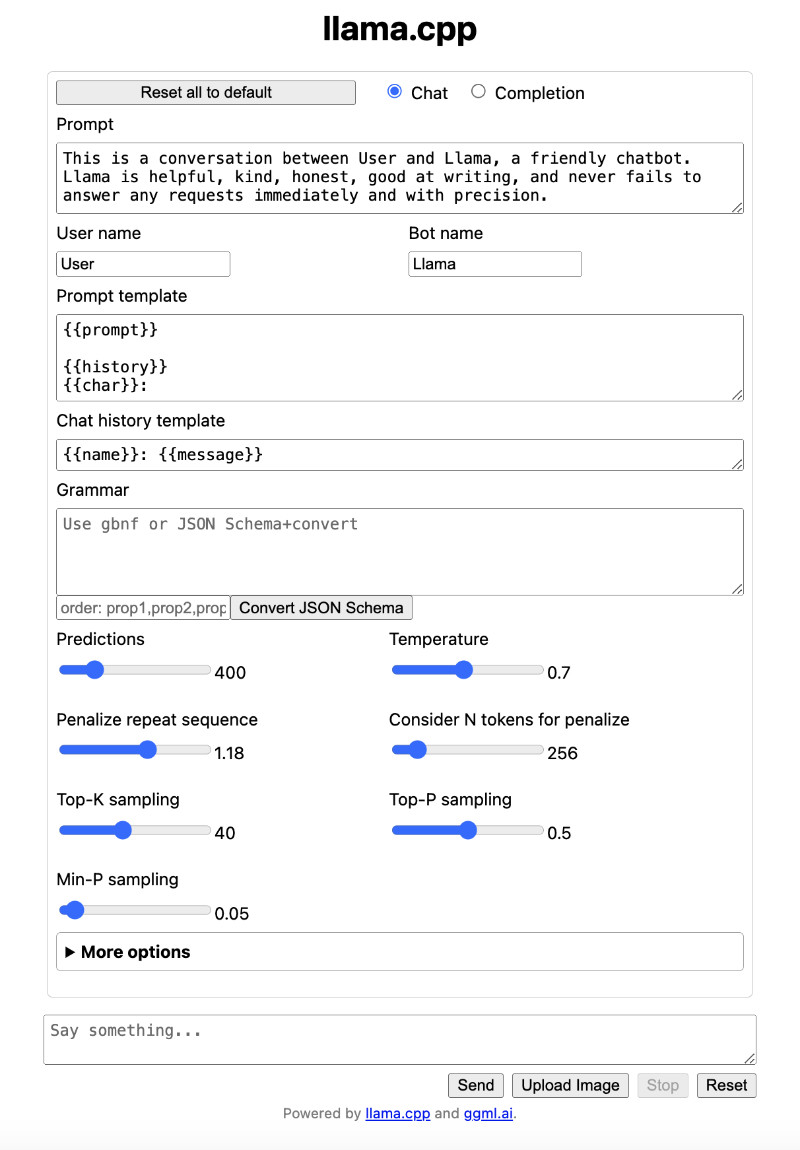 llama.cpp
Reset all to default Chat Completion
Prompt
This is a conversation between User and Llama, a friendly chatbot.
Llama is helpful, kind, honest, good at writing, and never fails to
answer any requests immediately and with precision.
User name Bot name
User Llama
Prompt template
{{prompt}}
{{history}}
{{char}}:
Chat history template
{{name}}: {{message}}
Grammar
Use gbnf or JSON Schema+convert
order: prop1,prop2,prop Convert JSON Schema
Predictions Temperature
400 0.7
Penalize repeat sequence Consider N tokens for penalize
1.18 256
Top-K sampling Top-P sampling
40 0.5
Min-P sampling
0.05
More options
Say something...
Send Upload Image Stop Reset
Powered by llama.cpp and ggml.ai.